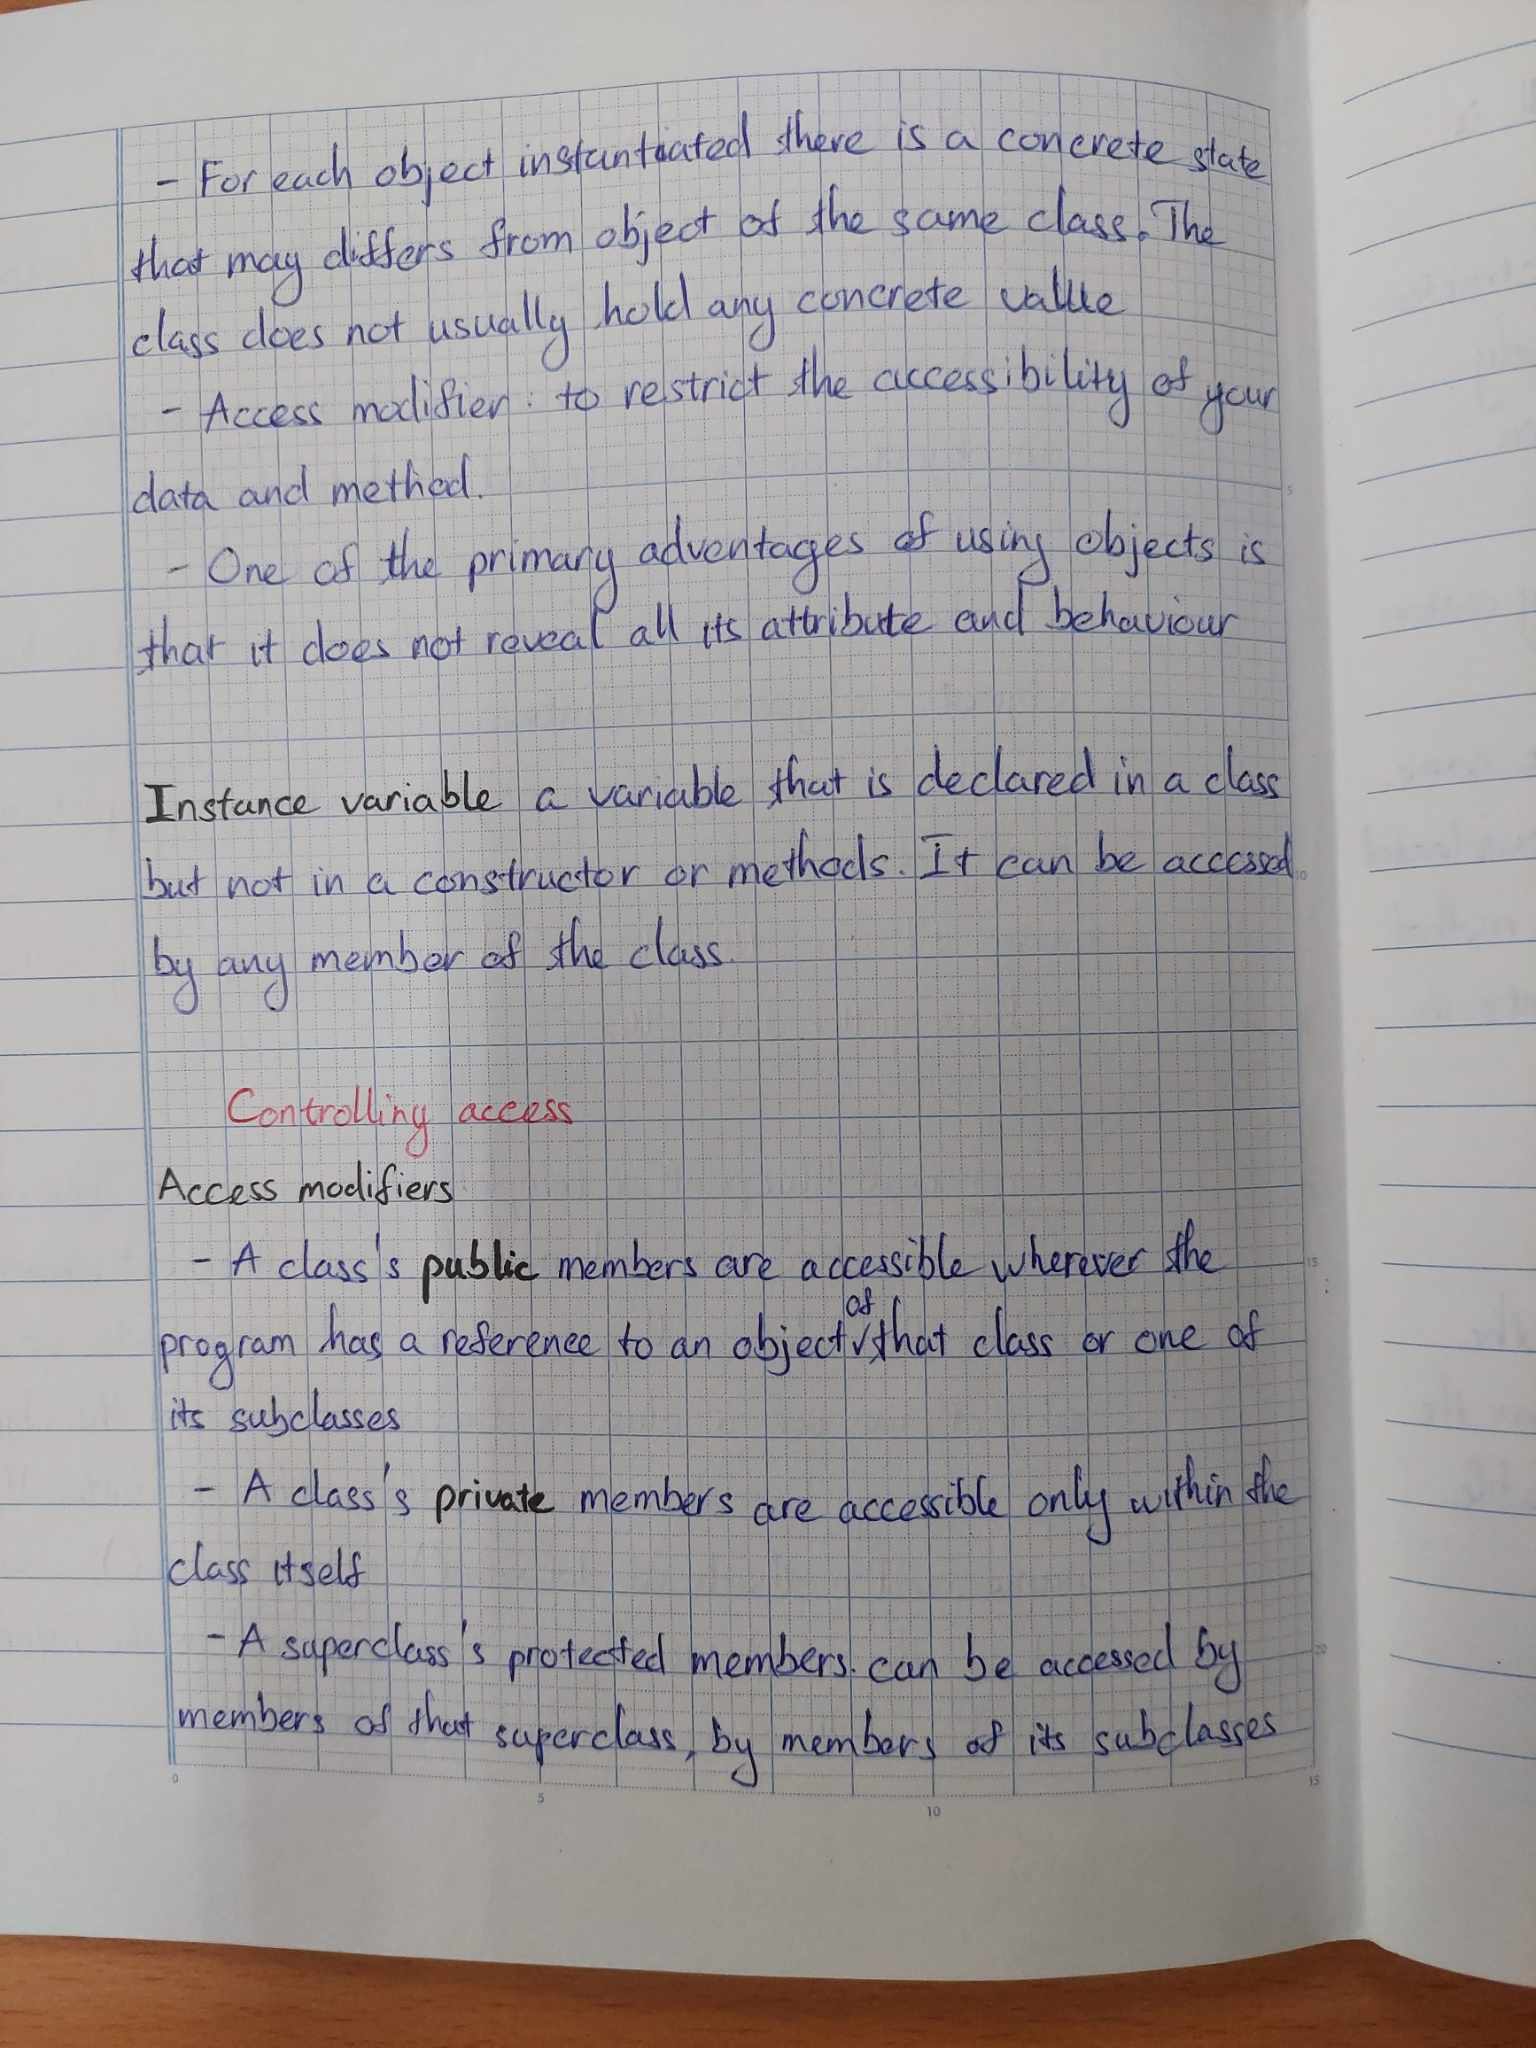 - For each object instantiated there is a concrete state
that may differs from object of the same class. The
class does not usually hold any concrete value
- Access modifier: to restrict the accessibility of your
data and method.
- One of the primary adventages of using objects is
that it does not reveal all its attribute and behaviour
Instance variable a variable that is declared in a class
but not in a constructor or methods. It can be accessed
by any member of the class.
Controlling access
Access modifiers
- A class's public members are accessible wherever the
program has a reference to an object of that class or one of
its subclasses
- A class's private members are accessible only within the
class itself
- A superclass's protected members can be accessed by
members of that superclass, by members of its subclasses
0 5 10 15
5
10
15
20